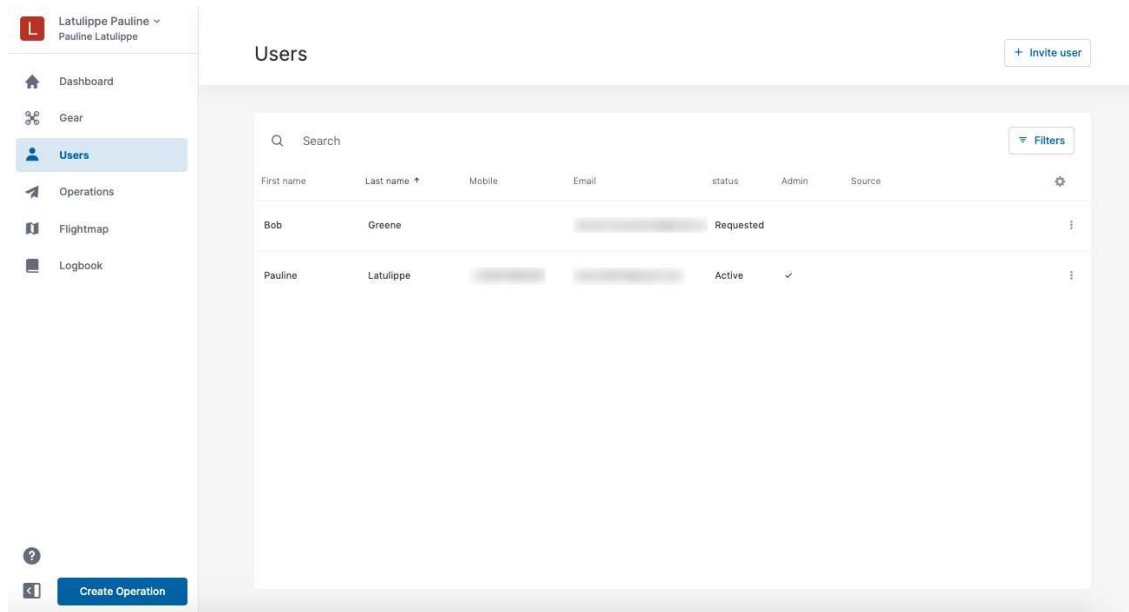 L
Latulippe Pauline
Pauline Latulippe
Dashboard
Gear
Users
Operations
Flightmap
Logbook
?
Create Operation
Users
+ Invite user
Search
Filters
First name Last name ↑ Mobile Email status Admin Source
Bob Greene Requested
Pauline Latulippe Active ✓